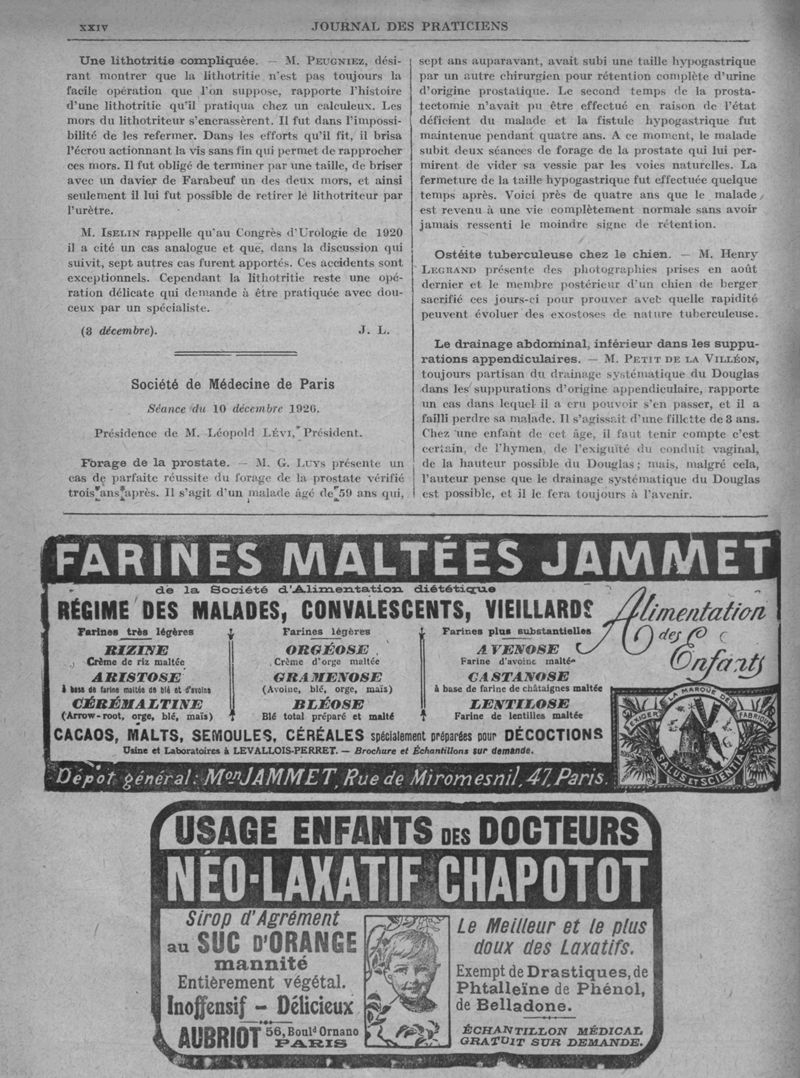 XXIV
JOURNAL DES PRATICIENS
Une lithotritie compliquée. — M. PEUGNIEZ, dési-
rant montrer que la lithotritie n'est pas toujours la
facile opération que l'on suppose, rapporte l'histoire
d'une lithotritie qu'il pratiqua chez un calculeux. Les
mors du lithotriteur s'encrassèrent. Il fut dans l'impossi-
bilité de les refermer. Dans les efforts qu'il fit, il brisa
l'écrou actionnant la vis sans fin qui permet de rapprocher
ces mors. Il fut obligé de terminer par une taille, de briser
avec un davier de Farabeuf un des deux mors, et ainsi
seulement il lui fut possible de retirer le lithotriteur par
l'urètre.
M. ISELIN rappelle qu'au Congrès d'Urologie de 1920
il a cité un cas analogue et que, dans la discussion qui
suivit, sept autres cas furent apportés. Ces accidents sont
exceptionnels. Cependant la lithotritie reste une opé-
ration délicate qui demande à être pratiquée avec dou-
ceur par un spécialiste.
(3 décembre). J. L.
Société de Médecine de Paris
Séance du 10 décembre 1926.
Présidence de M. Léopold LÉVI, Président.
Forage de la prostate. — M. G. LUYS présente un
cas de parfaite réussite du forage de la prostate vérifié
trois ans après. Il s'agit d'un malade âgé de 59 ans qui,
sept ans auparavant, avait subi une taille hypogastrique
par un autre chirurgien pour rétention complète d'urine
d'origine prostatique. Le second temps de la prosta-
tectomie n'avait pu être effectué en raison de l'état
déficient du malade et la fistule hypogastrique fut
maintenue pendant quatre ans. A ce moment, le malade
subit deux séances de forage de la prostate qui lui per-
mirent de vider sa vessie par les voies naturelles. La
fermeture de la taille hypogastrique fut effectuée quelque
temps après. Voici près de quatre ans que le malade
est revenu à une vie complètement normale sans avoir
jamais ressenti le moindre signe de rétention.
Ostéite tuberculeuse chez le chien. — M. Henry
LEGRAND présente des photographies prises en août
dernier et le membre postérieur d'un chien de berger
sacrifié ces jours-ci pour prouver avec quelle rapidité
peuvent évoluer des exostoses de nature tuberculeuse.
Le drainage abdominal, inférieur dans les suppu-
rations appendiculaires. — M. PETIT DE LA VILLÉON,
toujours partisan du drainage systématique du Douglas
dans les suppurations d'origine appendiculaire, rapporte
un cas dans lequel il a cru pouvoir s'en passer, et il a
failli perdre sa malade. Il s'agissait d'une fillette de 3 ans.
Chez une enfant de cet âge, il faut tenir compte c'est
certain, de l'hymen, de l'exiguïté du conduit vaginal,
de la hauteur possible du Douglas; mais, malgré cela,
l'auteur pense que le drainage systématique du Douglas
est possible, et il le fera toujours à l'avenir.
FARINES MALTÉES JAMMET
de la Société d'Alimentation diététique
RÉGIME DES MALADES, CONVALESCENTS, VIEILLARDS
Alimentation
des
Enfants
Farines très légères
RIZINE
Crème de riz maltée
ARISTOSE
à base de farine maltée de blé et d'avoine
CÉRÉMALTINE
(Arrow-root, orge, blé, maïs)
Farines légères
ORGÉOSE
Crème d'orge maltée
GRAMENOSE
(Avoine, blé, orge, maïs)
BLÉOSE
Blé total préparé et malté
Farines plus substantielles
AVENOSE
Farine d'avoine maltée
CASTANOSE
à base de farine de châtaignes maltée
LENTILOSE
Farine de lentilles maltée
CACAOS, MALTS, SEMOULES, CÉRÉALES spécialement préparées pour DÉCOCTIONS
Usine et Laboratoires à LEVALLOIS-PERRET. — Brochure et Échantillons sur demande.
EXIGER LA MARQUE DE FABRIQUE
SALUS ET SCIENTIA
Dépôt général: Mon JAMMET, Rue de Miromesnil, 47, Paris.
USAGE ENFANTS DES DOCTEURS
NÉO-LAXATIF CHAPOTOT
Sirop d'Agrément
au SUC D'ORANGE
mannité
Entièrement végétal.
Inoffensif — Délicieux
AUBRIOT 56, Boul^d Ornano
PARIS
Le Meilleur et le plus
doux des Laxatifs.
Exempt de Drastiques, de
Phtalleïne de Phénol,
de Belladone.
ÉCHANTILLON MÉDICAL
GRATUIT SUR DEMANDE.